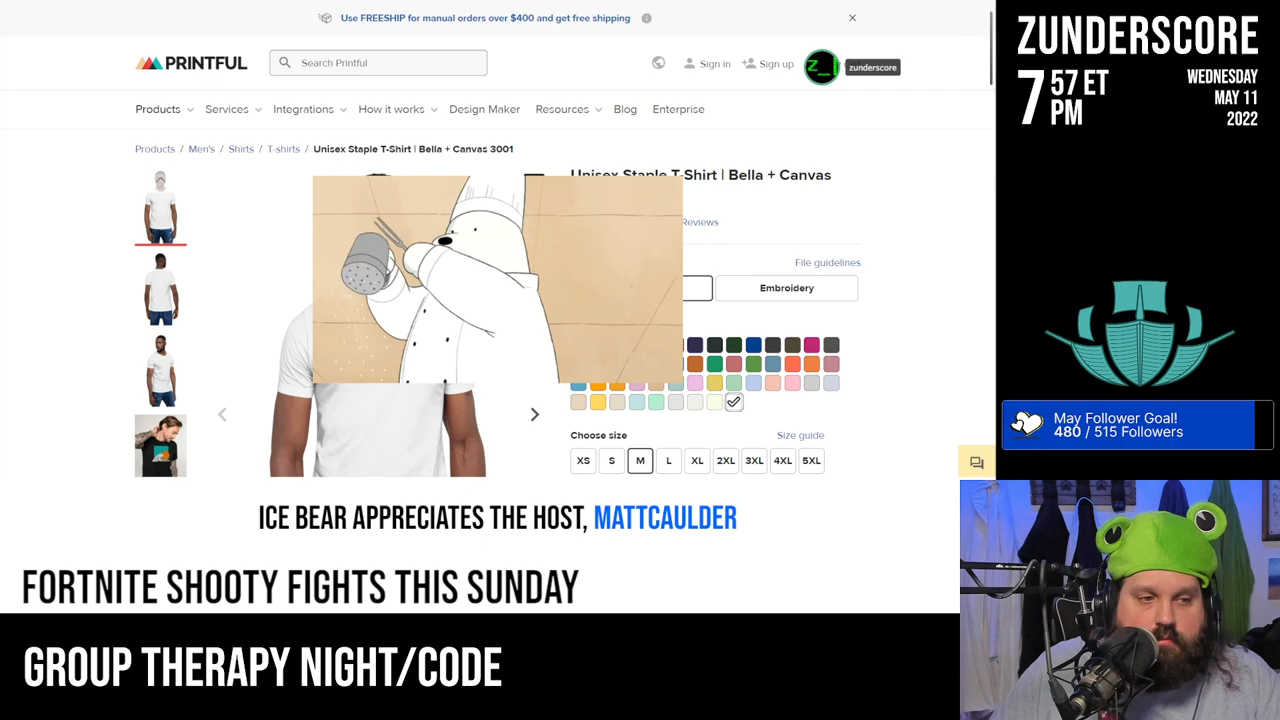 Use FREESHIP for manual orders over $400 and get free shipping
PRINTFUL
Search Printful
Sign in
Sign up
Z_
zunderscore
Products
Services
Integrations
How it works
Design Maker
Resources
Blog
Enterprise
Products / Men's / Shirts / T-shirts / Unisex Staple T-Shirt | Bella + Canvas 3001
Unisex Staple T-Shirt | Bella + Canvas
Reviews
File guidelines
Embroidery
Choose size
Size guide
XS S M L XL 2XL 3XL 4XL 5XL
ICE BEAR APPRECIATES THE HOST, MATTCAULDER
FORTNITE SHOOTY FIGHTS THIS SUNDAY
GROUP THERAPY NIGHT/CODE
ZUNDERSCORE
7 57 ET
PM
WEDNESDAY
MAY 11
2022
May Follower Goal!
480 / 515 Followers